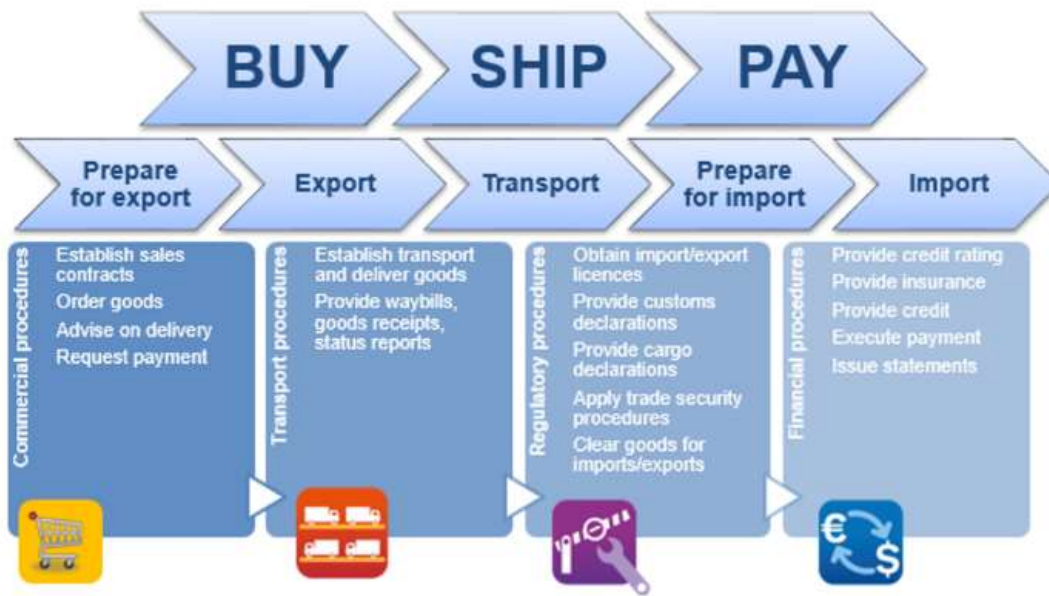 BUY
SHIP
PAY
Prepare
for export
Export
Transport
Prepare
for import
Import
Commercial procedures
Establish sales
contracts
Order goods
Advise on delivery
Request payment
Transport procedures
Establish transport
and deliver goods
Provide waybills,
goods receipts,
status reports
Regulatory procedures
Obtain import/export
licences
Provide customs
declarations
Provide cargo
declarations
Apply trade security
procedures
Clear goods for
imports/exports
Financial procedures
Provide credit rating
Provide insurance
Provide credit
Execute payment
Issue statements
€
$